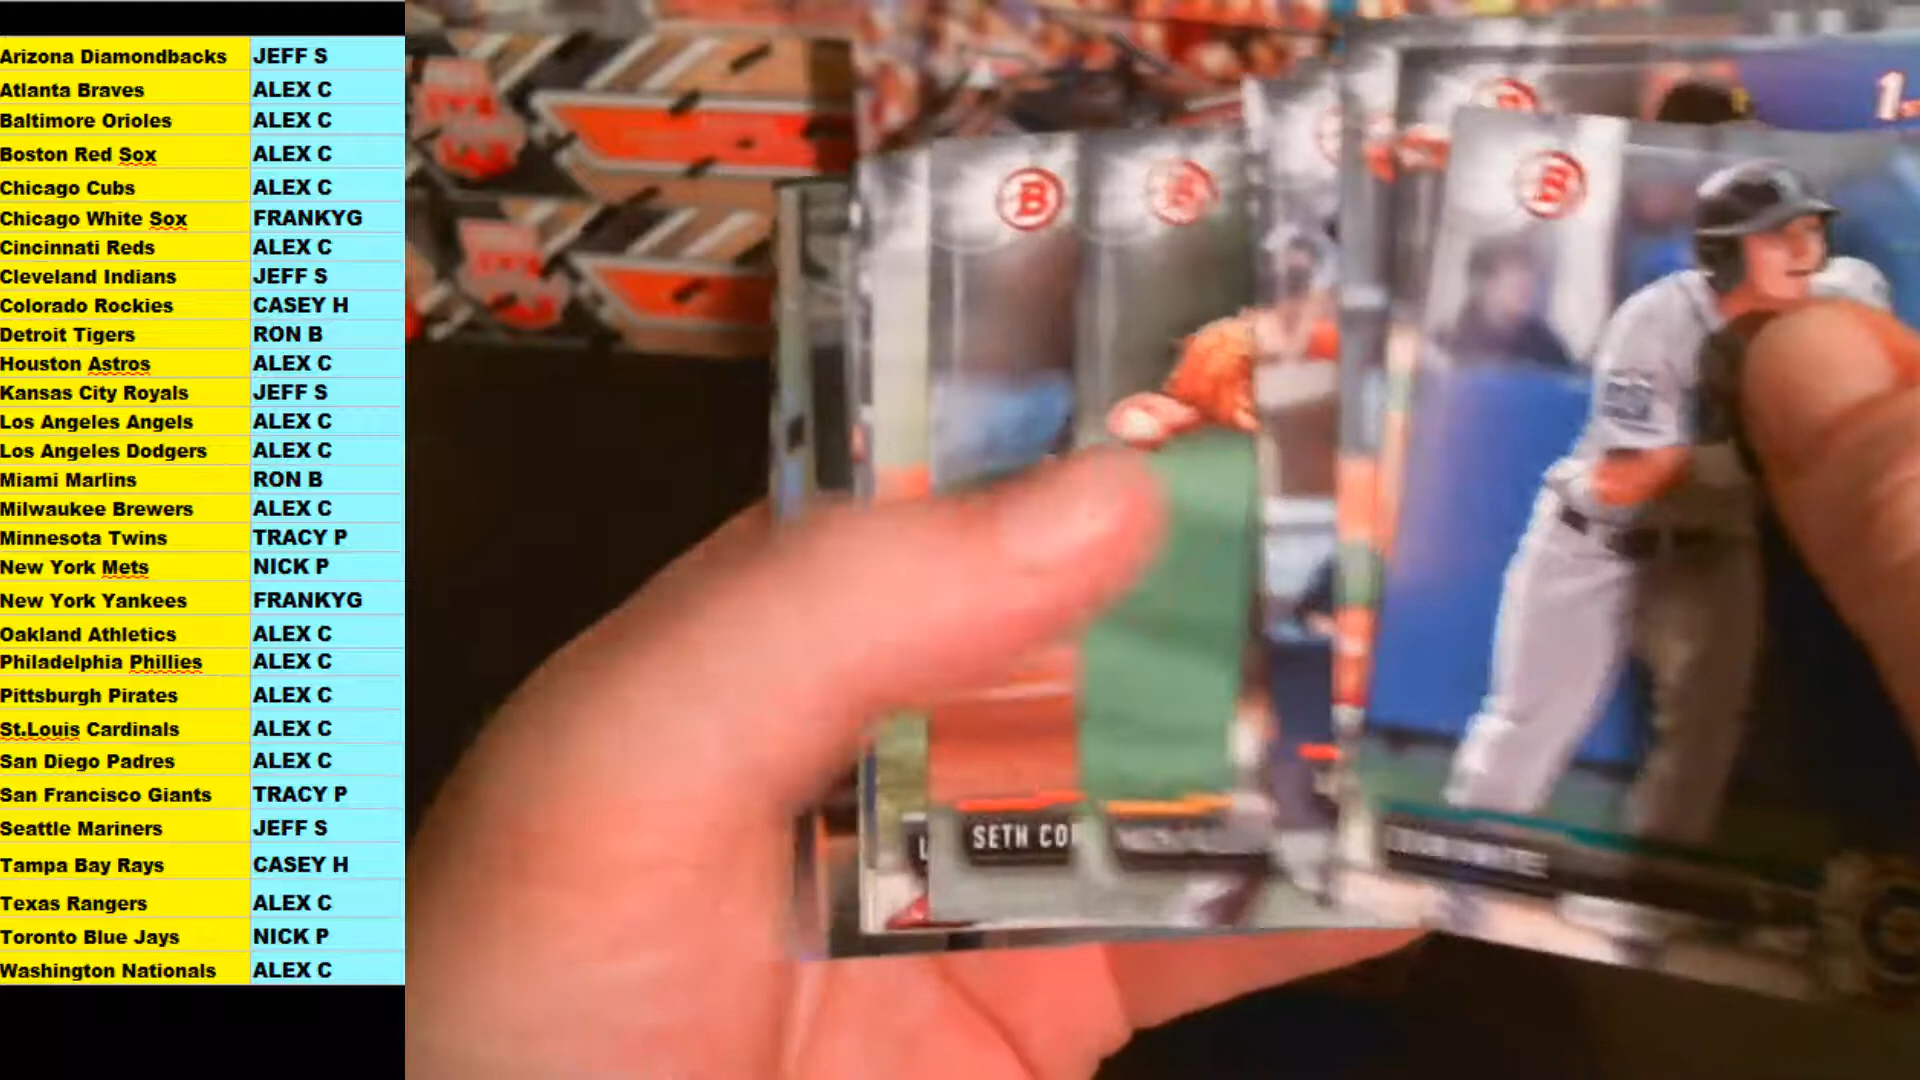 Arizona Diamondbacks JEFF S
Atlanta Braves ALEX C
Baltimore Orioles ALEX C
Boston Red Sox ALEX C
Chicago Cubs ALEX C
Chicago White Sox FRANKYG
Cincinnati Reds ALEX C
Cleveland Indians JEFF S
Colorado Rockies CASEY H
Detroit Tigers RON B
Houston Astros ALEX C
Kansas City Royals JEFF S
Los Angeles Angels ALEX C
Los Angeles Dodgers ALEX C
Miami Marlins RON B
Milwaukee Brewers ALEX C
Minnesota Twins TRACY P
New York Mets NICK P
New York Yankees FRANKYG
Oakland Athletics ALEX C
Philadelphia Phillies ALEX C
Pittsburgh Pirates ALEX C
St.Louis Cardinals ALEX C
San Diego Padres ALEX C
San Francisco Giants TRACY P
Seattle Mariners JEFF S
Tampa Bay Rays CASEY H
Texas Rangers ALEX C
Toronto Blue Jays NICK P
Washington Nationals ALEX C
B
B
B
1
SETH COR